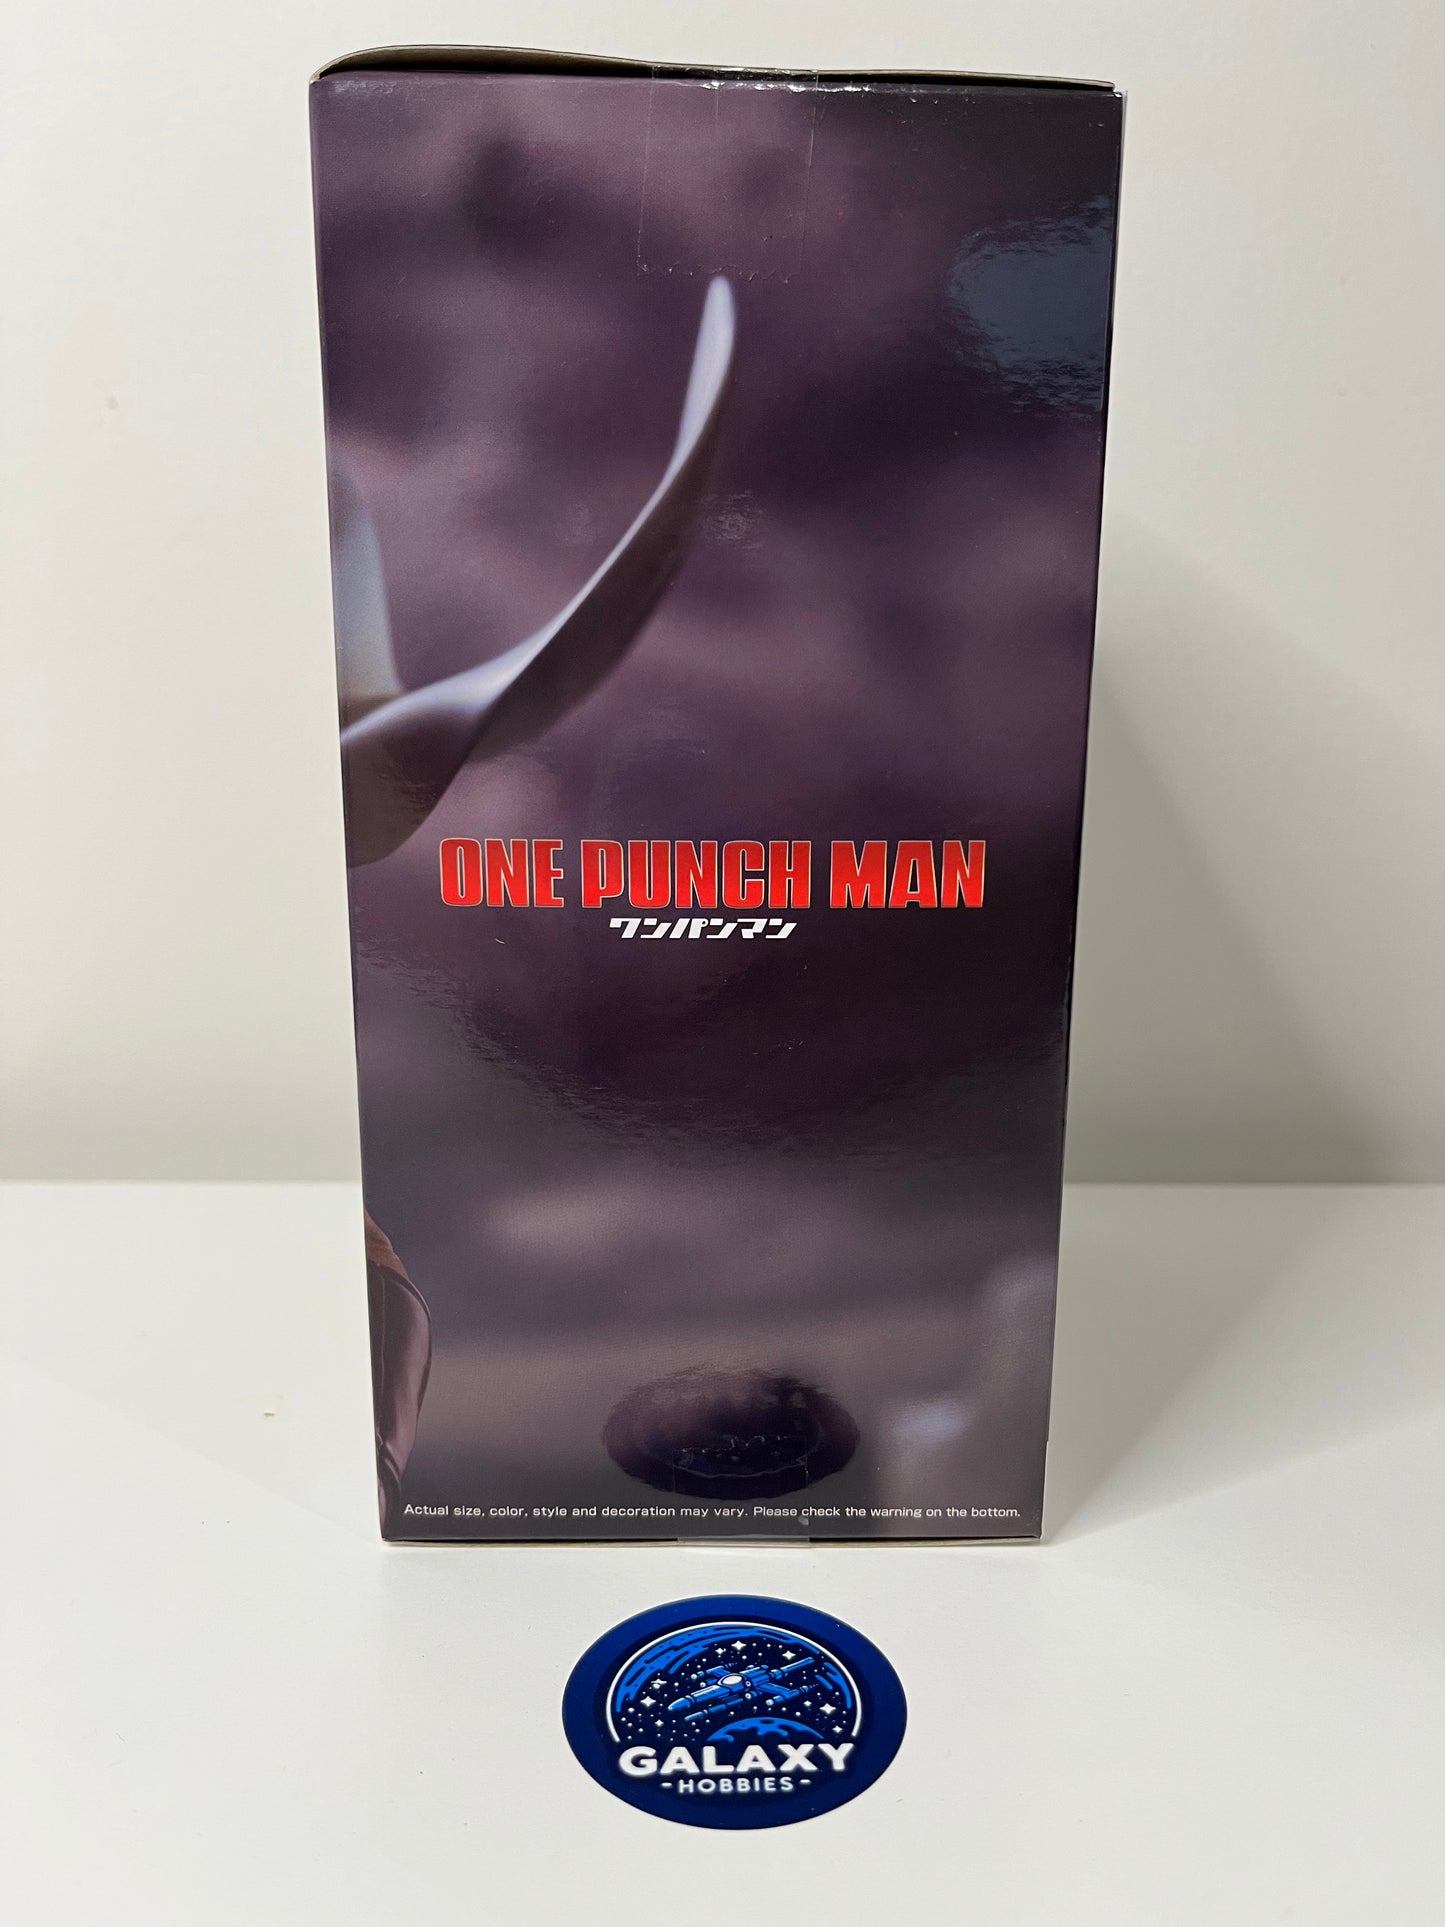 ONE PUNCH MAN
ワンパンマン
Actual size, color, style and decoration may vary. Please check the warning on the bottom.
GALAXY
-HOBBIES-